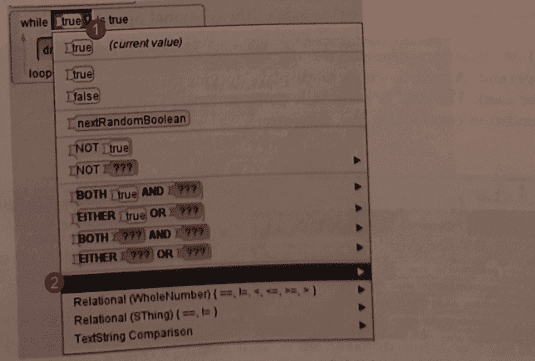 while true is true
1
true (current value)
dr
true
loop
false
nextRandomBoolean
NOT true
NOT ???
BOTH true AND ???
EITHER true OR ???
BOTH ??? AND ???
EITHER ??? OR ???
2
Relational (WholeNumber) { ==, !=, <, <=, >=, > }
Relational (SThing) { ==, != }
TextString Comparison